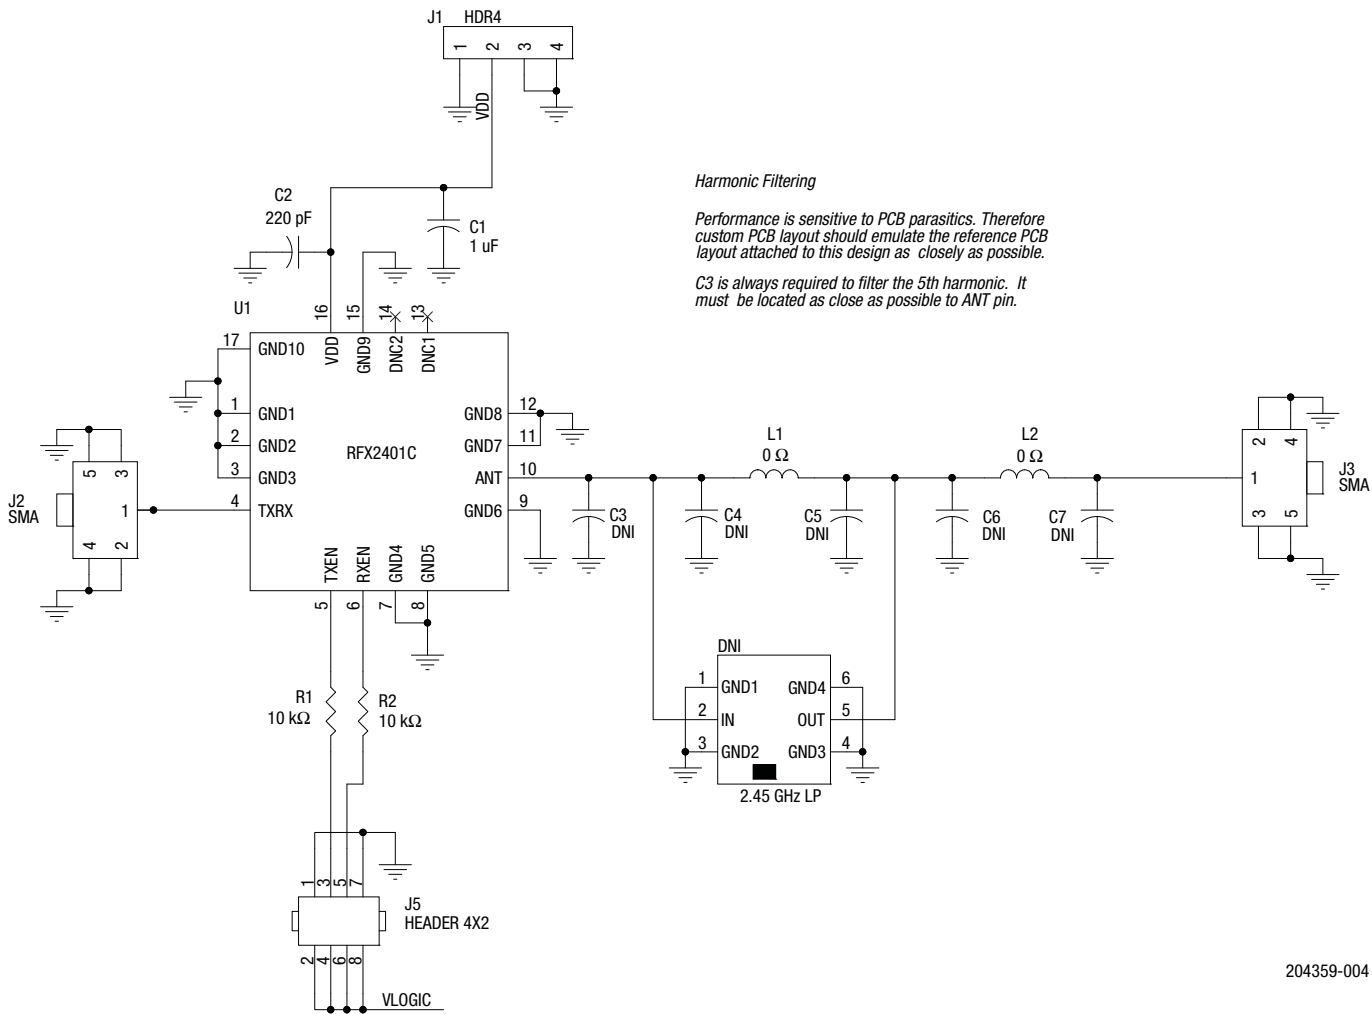 J1 HDR4
1 2 3 4
VDD
C2
220 pF
C1
1 uF
Harmonic Filtering
Performance is sensitive to PCB parasitics. Therefore
custom PCB layout should emulate the reference PCB
layout attached to this design as closely as possible.
C3 is always required to filter the 5th harmonic. It
must be located as close as possible to ANT pin.
U1
16 15 14 13
VDD GND9 DNC2 DNC1
17 GND10
1 GND1
2 GND2
3 GND3
4 TXRX
RFX2401C
GND8 12
GND7 11
ANT 10
GND6 9
TXEN RXEN GND4 GND5
5 6 7 8
J2
SMA
5 3
1
4 2
L1
0 Ω
L2
0 Ω
C3
DNI
C4
DNI
C5
DNI
C6
DNI
C7
DNI
2 4
1
3 5
J3
SMA
DNI
1 GND1 GND4 6
2 IN OUT 5
3 GND2 GND3 4
2.45 GHz LP
R1
10 kΩ
R2
10 kΩ
1 3 5 7
J5
HEADER 4X2
2 4 6 8
VLOGIC
204359-004